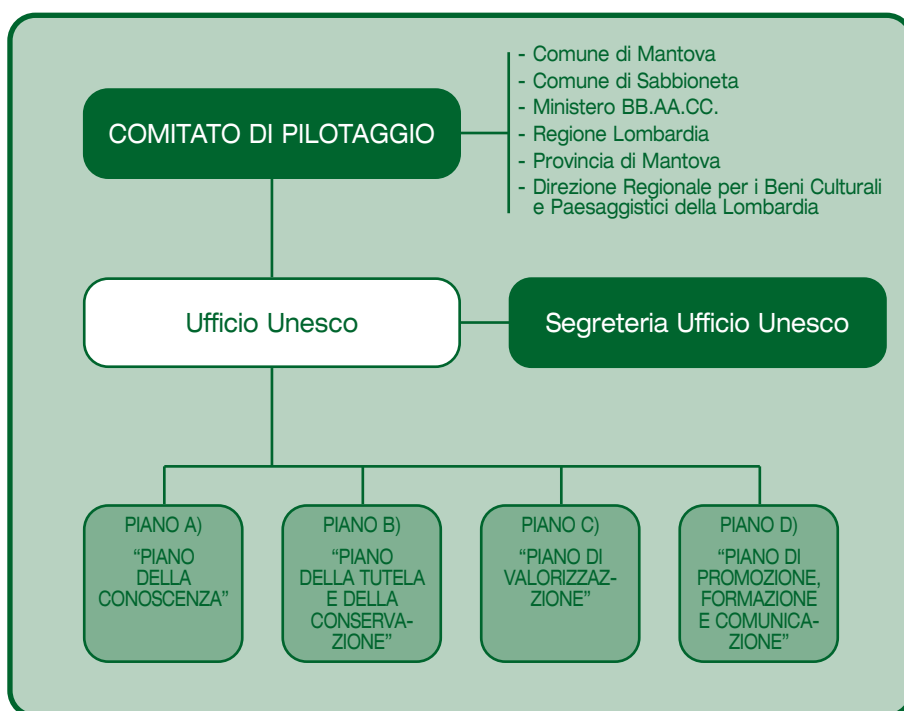 COMITATO DI PILOTAGGIO
- Comune di Mantova
- Comune di Sabbioneta
- Ministero BB.AA.CC.
- Regione Lombardia
- Provincia di Mantova
- Direzione Regionale per i Beni Culturali
e Paesaggistici della Lombardia
Ufficio Unesco
Segreteria Ufficio Unesco
PIANO A)
“PIANO
DELLA
CONOSCENZA”
PIANO B)
“PIANO
DELLA TUTELA
E DELLA
CONSERVA-
ZIONE”
PIANO C)
“PIANO DI
VALORIZZAZ-
ZIONE”
PIANO D)
“PIANO DI
PROMOZIONE,
FORMAZIONE
E COMUNICA-
ZIONE”